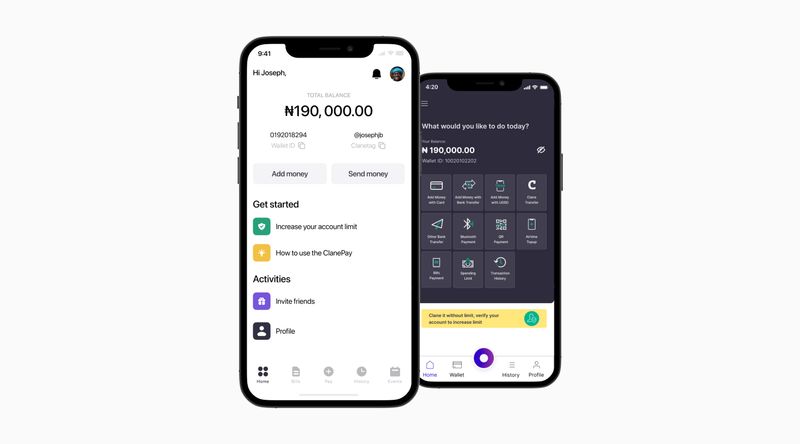 9:41
Hi Joseph,
TOTAL BALANCE
₦190, 000.00
0192018294
Wallet ID
@josephjb
Clanetag
Add money
Send money
Get started
Increase your account limit
How to use the ClanePay
Activities
Invite friends
Profile
Home
Bills
Pay
History
Events
4:20
What would you like to do today?
Your Balance
₦ 190,000.00
Wallet ID: 10020102202
Add Money
with Card
Add Money with
Bank Transfer
Add Money
with USSD
C
Clane
Transfer
Other Bank
Transfer
Bluetooth
Payment
QR
Payment
Airtime
Topup
Bills
Payment
Spending
Limit
Transaction
History
Clane it without limit, verify your
account to increase limit
Home
Wallet
History
Profile